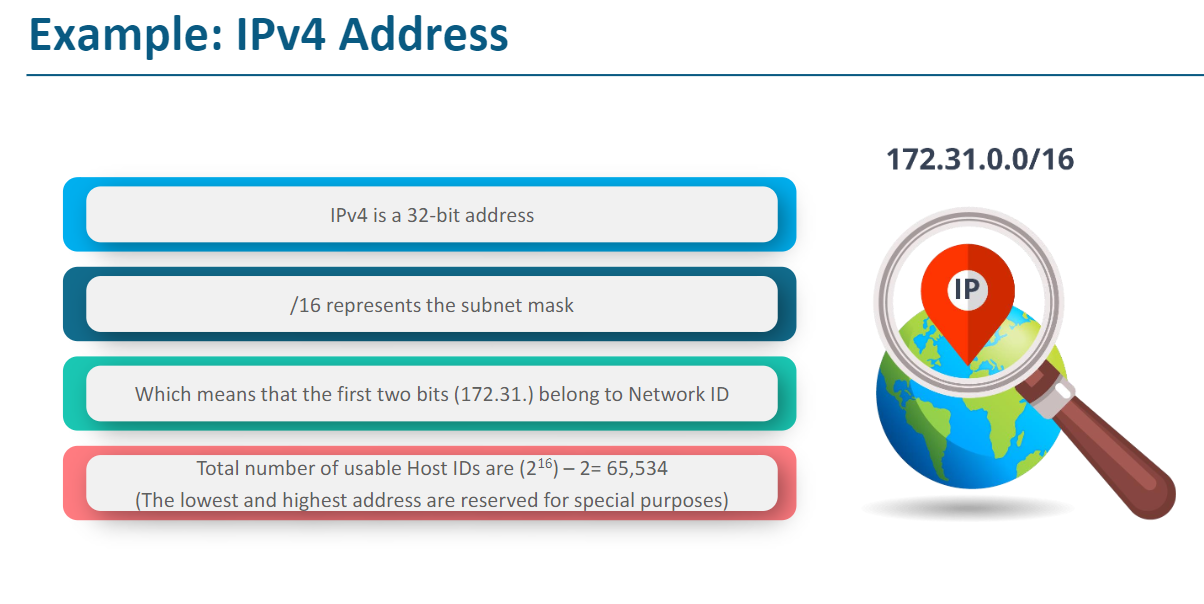 Example: IPv4 Address
172.31.0.0/16
IPv4 is a 32-bit address
/16 represents the subnet mask
Which means that the first two bits (172.31.) belong to Network ID
Total number of usable Host IDs are (2¹⁶) – 2= 65,534
(The lowest and highest address are reserved for special purposes)
IP